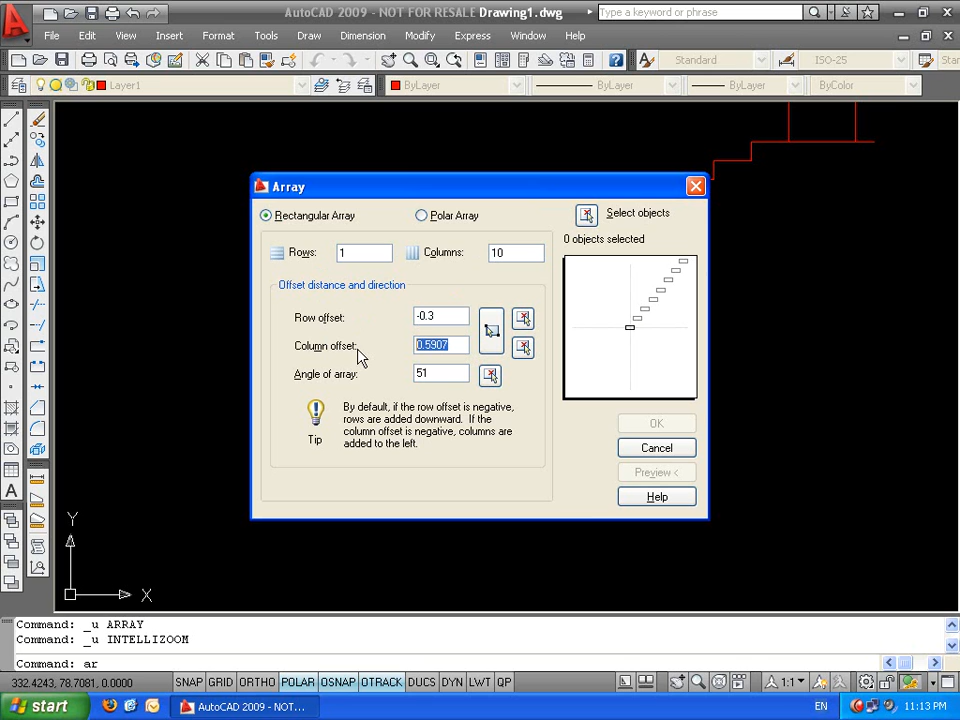 AutoCAD 2009 - NOT FOR RESALE Drawing1.dwg
Type a keyword or phrase
File Edit View Insert Format Tools Draw Dimension Modify Express Window Help
Standard ISO-25 Stan
Layer1 ByLayer ByLayer ByLayer ByColor
Array
Rectangular Array Polar Array Select objects
0 objects selected
Rows: 1 Columns: 10
Offset distance and direction
Row offset: -0.3
Column offset: 0.5907
Angle of array: 51
By default, if the row offset is negative,
rows are added downward. If the
column offset is negative, columns are
added to the left.
Tip
OK
Cancel
Preview <
Help
Y
X
A
Command: _u ARRAY
Command: _u INTELLIZOOM
Command: ar
332.4243, 78.7081, 0.0000 SNAP GRID ORTHO POLAR OSNAP OTRACK DUCS DYN LWT QP 1:1
start AutoCAD 2009 - NOT... EN 11:13 PM